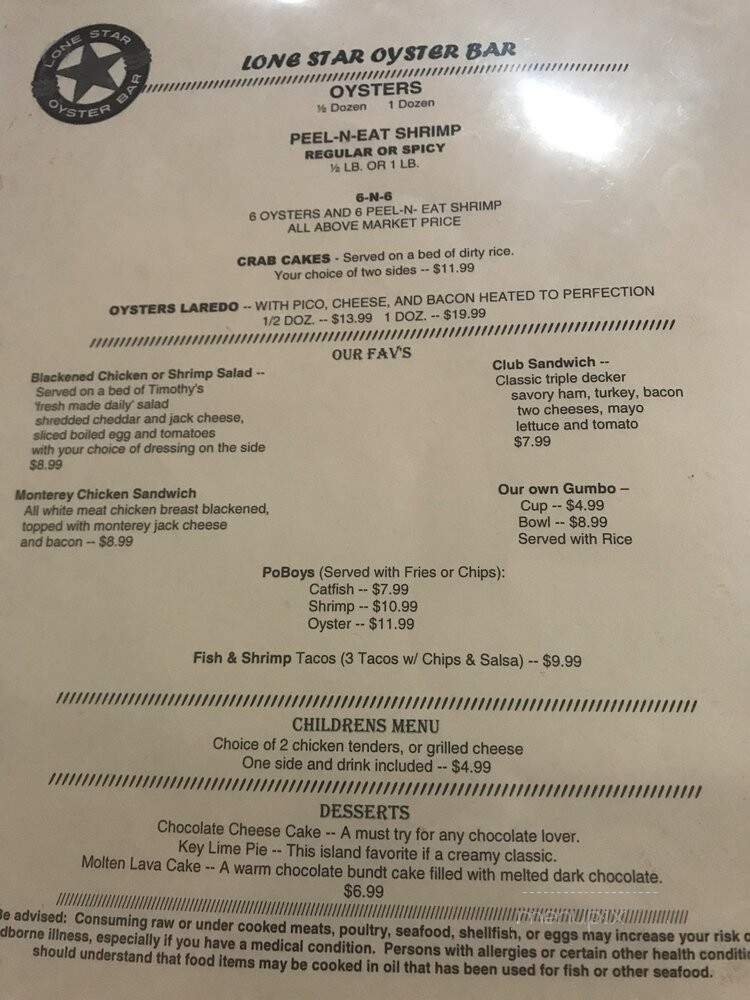 LONE STAR
OYSTER BAR
LONE STAR OYSTER BAR
OYSTERS
½ Dozen 1 Dozen
PEEL-N-EAT SHRIMP
REGULAR OR SPICY
½ LB. OR 1 LB.
6-N-6
6 OYSTERS AND 6 PEEL-N- EAT SHRIMP
ALL ABOVE MARKET PRICE
CRAB CAKES - Served on a bed of dirty rice.
Your choice of two sides -- $11.99
OYSTERS LAREDO -- WITH PICO, CHEESE, AND BACON HEATED TO PERFECTION
1/2 DOZ. -- $13.99 1 DOZ. -- $19.99
OUR FAV'S
Blackened Chicken or Shrimp Salad --
Served on a bed of Timothy's
'fresh made daily' salad
shredded cheddar and jack cheese,
sliced boiled egg and tomatoes
with your choice of dressing on the side
$8.99
Club Sandwich --
Classic triple decker
savory ham, turkey, bacon
two cheeses, mayo
lettuce and tomato
$7.99
Monterey Chicken Sandwich
All white meat chicken breast blackened,
topped with monterey jack cheese
and bacon -- $8.99
Our own Gumbo –
Cup -- $4.99
Bowl -- $8.99
Served with Rice
PoBoys (Served with Fries or Chips):
Catfish -- $7.99
Shrimp -- $10.99
Oyster -- $11.99
Fish & Shrimp Tacos (3 Tacos w/ Chips & Salsa) -- $9.99
CHILDRENS MENU
Choice of 2 chicken tenders, or grilled cheese
One side and drink included -- $4.99
DESSERTS
Chocolate Cheese Cake -- A must try for any chocolate lover.
Key Lime Pie -- This island favorite if a creamy classic.
Molten Lava Cake -- A warm chocolate bundt cake filled with melted dark chocolate.
$6.99
Be advised: Consuming raw or under cooked meats, poultry, seafood, shellfish, or eggs may increase your risk o
dborne illness, especially if you have a medical condition. Persons with allergies or certain other health conditi
should understand that food items may be cooked in oil that has been used for fish or other seafood.